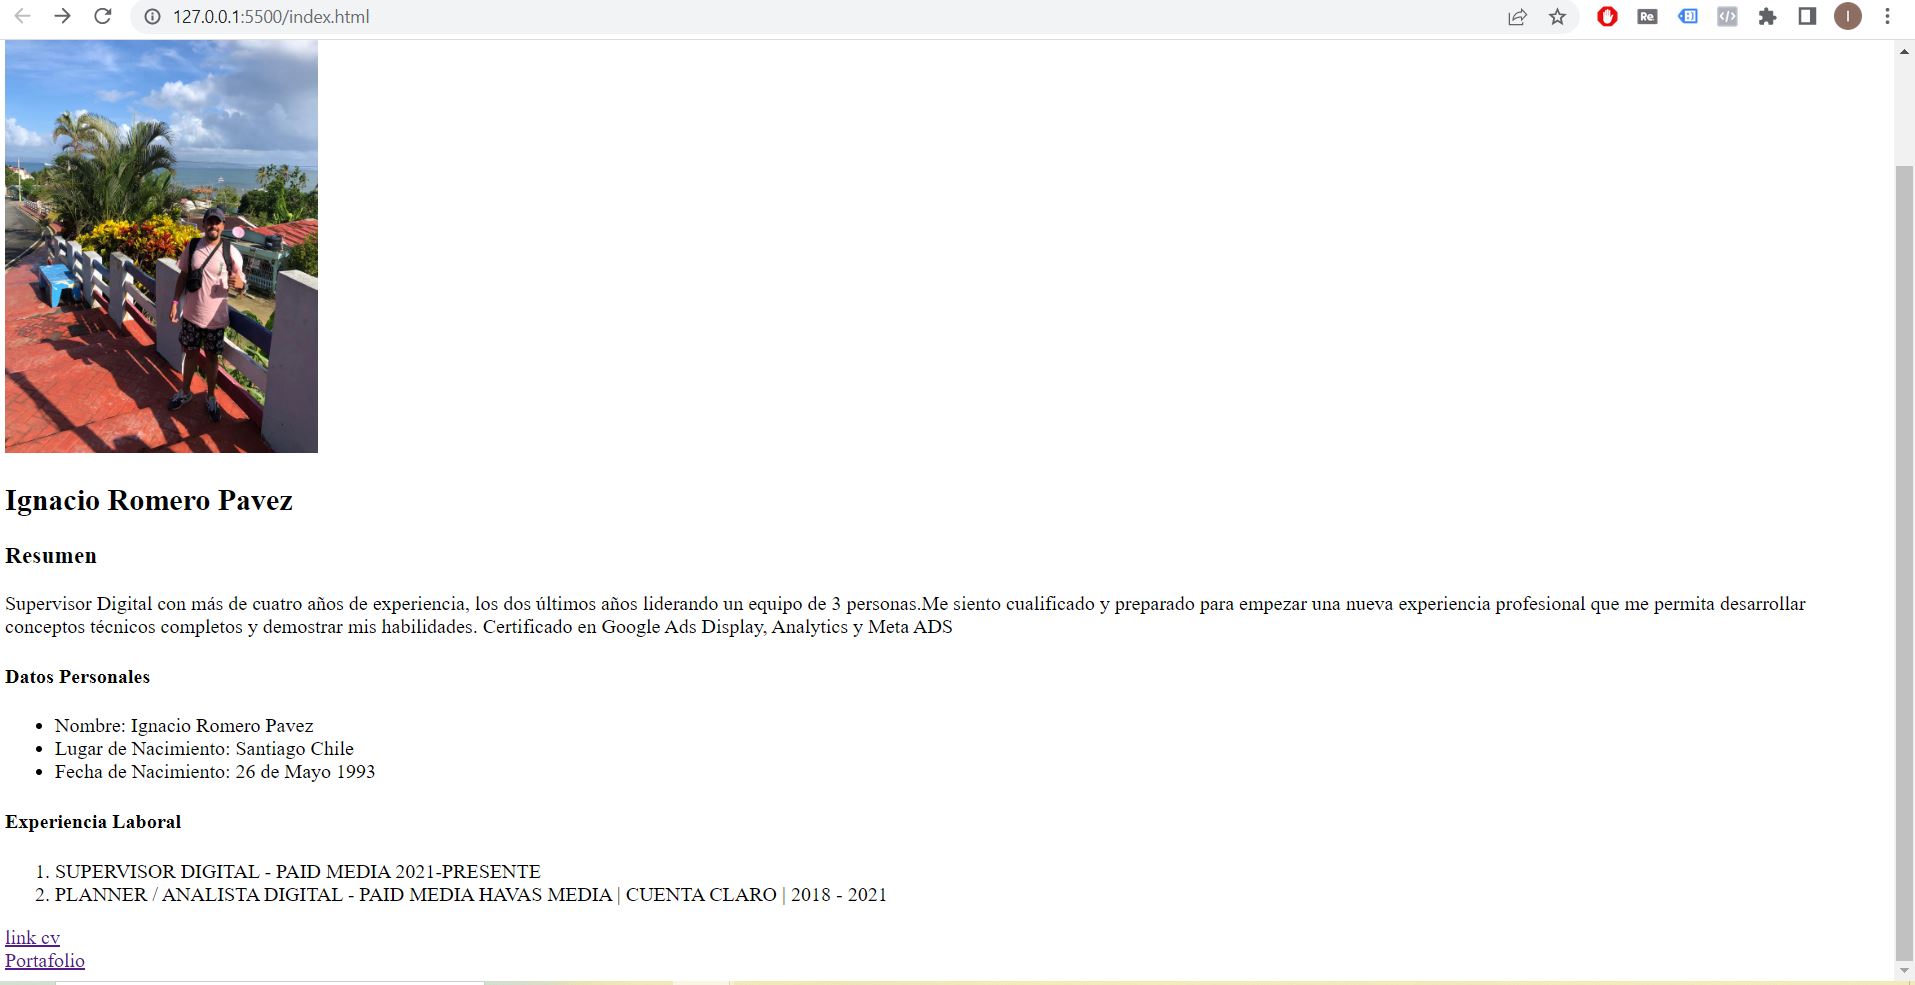 127.0.0.1:5500/index.html
Re
I
Ignacio Romero Pavez
Resumen
Supervisor Digital con más de cuatro años de experiencia, los dos últimos años liderando un equipo de 3 personas.Me siento cualificado y preparado para empezar una nueva experiencia profesional que me permita desarrollar
conceptos técnicos completos y demostrar mis habilidades. Certificado en Google Ads Display, Analytics y Meta ADS
Datos Personales
• Nombre: Ignacio Romero Pavez
• Lugar de Nacimiento: Santiago Chile
• Fecha de Nacimiento: 26 de Mayo 1993
Experiencia Laboral
1. SUPERVISOR DIGITAL - PAID MEDIA 2021-PRESENTE
2. PLANNER / ANALISTA DIGITAL - PAID MEDIA HAVAS MEDIA | CUENTA CLARO | 2018 - 2021
link cv
Portafolio